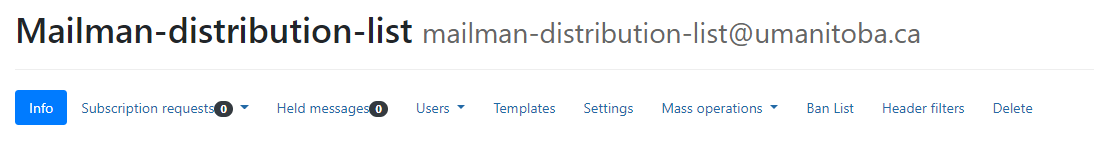 Mailman-distribution-list mailman-distribution-list@umanitoba.ca
Info Subscription requests 0 Held messages 0 Users Templates Settings Mass operations Ban List Header filters Delete